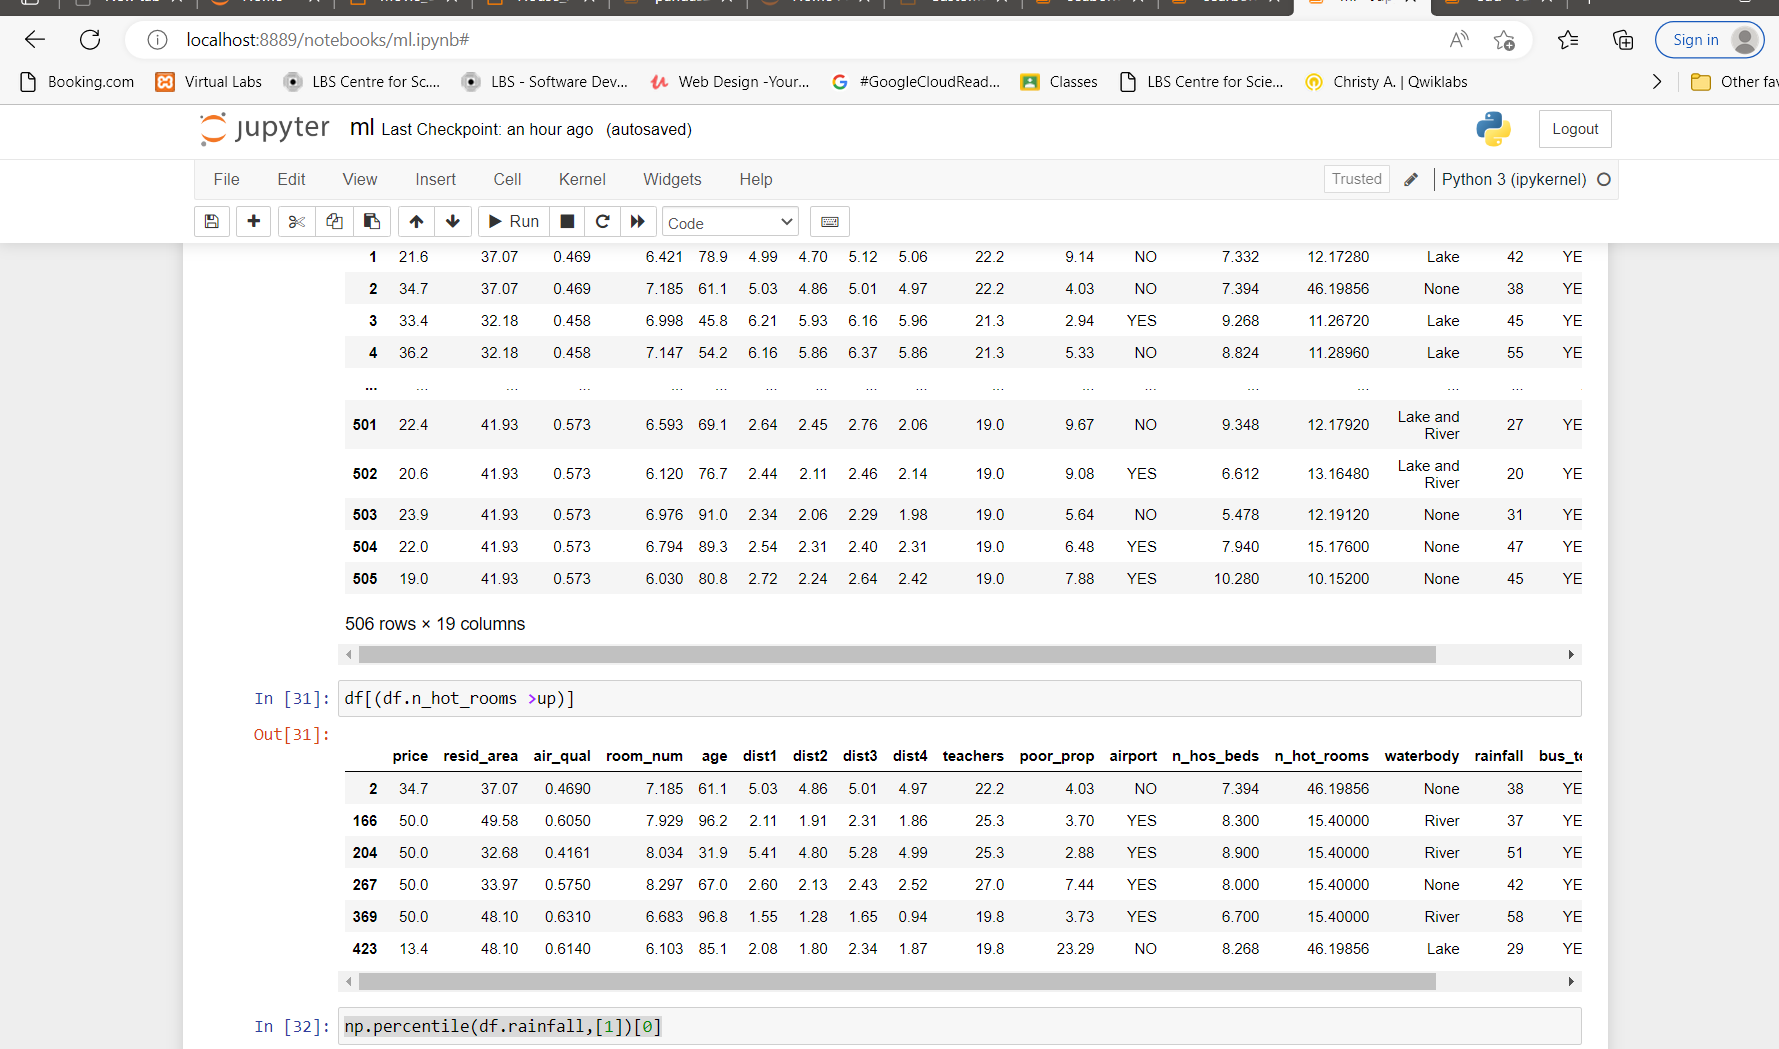 localhost:8889/notebooks/ml.ipynb#
Sign in
Booking.com Virtual Labs LBS Centre for Sc... LBS - Software Dev... Web Design -Your... #GoogleCloudRead... Classes LBS Centre for Scie... Christy A. | Qwiklabs Other fav
jupyter ml Last Checkpoint: an hour ago (autosaved) Logout
File Edit View Insert Cell Kernel Widgets Help Trusted Python 3 (ipykernel)
Run Code
1 21.6 37.07 0.469 6.421 78.9 4.99 4.70 5.12 5.06 22.2 9.14 NO 7.332 12.17280 Lake 42 YE
2 34.7 37.07 0.469 7.185 61.1 5.03 4.86 5.01 4.97 22.2 4.03 NO 7.394 46.19856 None 38 YE
3 33.4 32.18 0.458 6.998 45.8 6.21 5.93 6.16 5.96 21.3 2.94 YES 9.268 11.26720 Lake 45 YE
4 36.2 32.18 0.458 7.147 54.2 6.16 5.86 6.37 5.86 21.3 5.33 NO 8.824 11.28960 Lake 55 YE
... ... ... ... ... ... ... ... ... ... ... ... ... ... ... ... ...
501 22.4 41.93 0.573 6.593 69.1 2.64 2.45 2.76 2.06 19.0 9.67 NO 9.348 12.17920 Lake and River 27 YE
502 20.6 41.93 0.573 6.120 76.7 2.44 2.11 2.46 2.14 19.0 9.08 YES 6.612 13.16480 Lake and River 20 YE
503 23.9 41.93 0.573 6.976 91.0 2.34 2.06 2.29 1.98 19.0 5.64 NO 5.478 12.19120 None 31 YE
504 22.0 41.93 0.573 6.794 89.3 2.54 2.31 2.40 2.31 19.0 6.48 YES 7.940 15.17600 None 47 YE
505 19.0 41.93 0.573 6.030 80.8 2.72 2.24 2.64 2.42 19.0 7.88 YES 10.280 10.15200 None 45 YE
506 rows × 19 columns
In [31]: df[(df.n_hot_rooms >up)]
Out[31]:
price resid_area air_qual room_num age dist1 dist2 dist3 dist4 teachers poor_prop airport n_hos_beds n_hot_rooms waterbody rainfall bus_te
2 34.7 37.07 0.4690 7.185 61.1 5.03 4.86 5.01 4.97 22.2 4.03 NO 7.394 46.19856 None 38 YE
166 50.0 49.58 0.6050 7.929 96.2 2.11 1.91 2.31 1.86 25.3 3.70 YES 8.300 15.40000 River 37 YE
204 50.0 32.68 0.4161 8.034 31.9 5.41 4.80 5.28 4.99 25.3 2.88 YES 8.900 15.40000 River 51 YE
267 50.0 33.97 0.5750 8.297 67.0 2.60 2.13 2.43 2.52 27.0 7.44 YES 8.000 15.40000 None 42 YE
369 50.0 48.10 0.6310 6.683 96.8 1.55 1.28 1.65 0.94 19.8 3.73 YES 6.700 15.40000 River 58 YE
423 13.4 48.10 0.6140 6.103 85.1 2.08 1.80 2.34 1.87 19.8 23.29 NO 8.268 46.19856 Lake 29 YE
In [32]: np.percentile(df.rainfall,[1])[0]